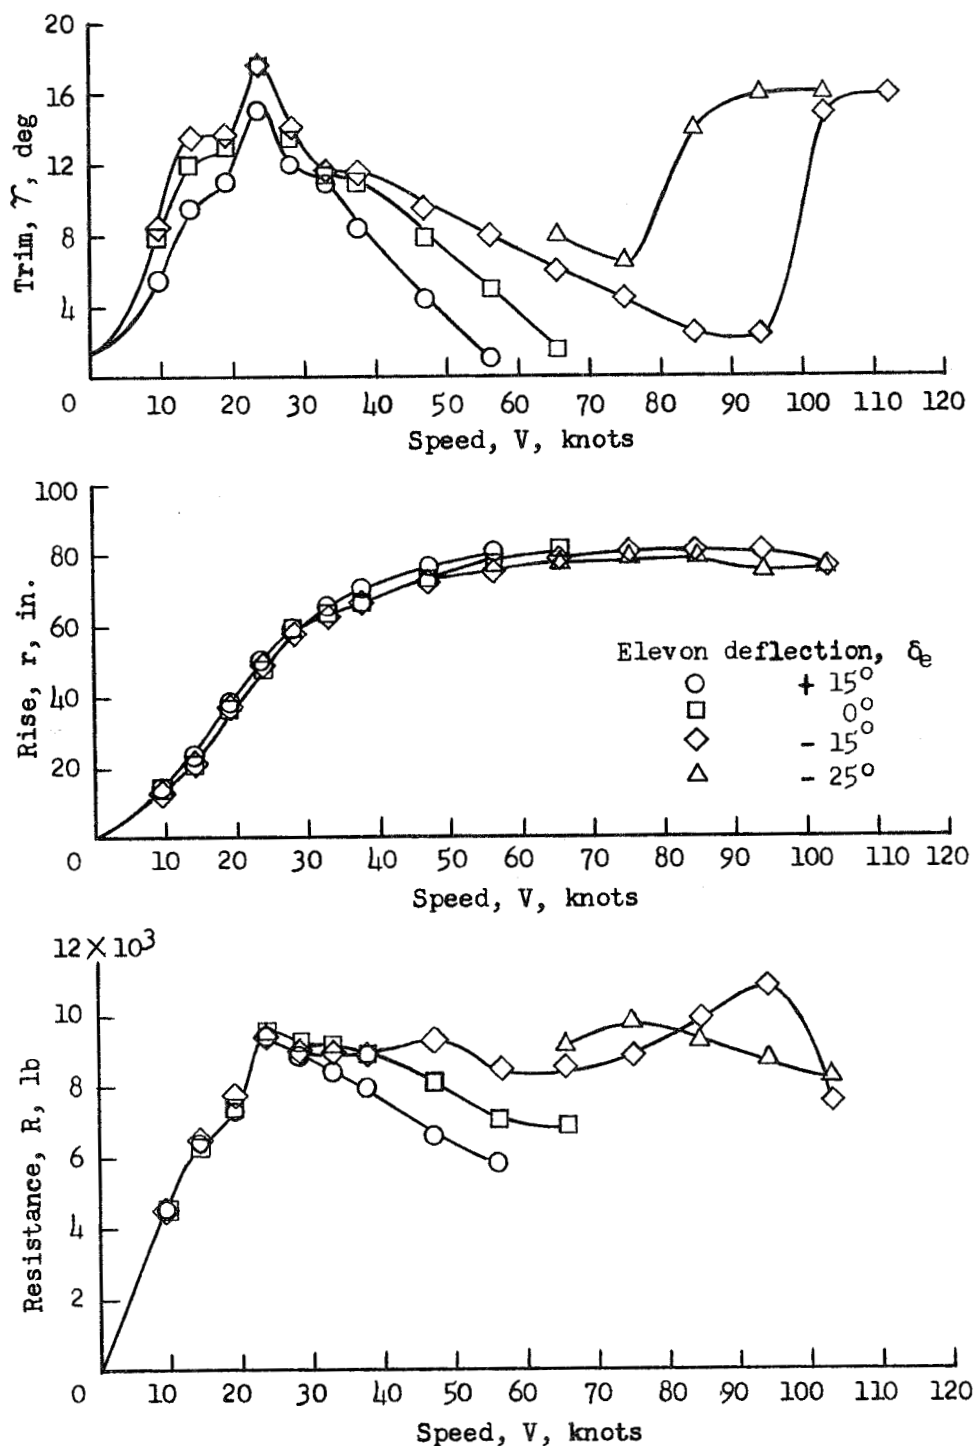 20
16
12
8
4
Trim, 𝜏, deg
0 10 20 30 40 50 60 70 80 90 100 110 120
Speed, V, knots
100
80
60
40
20
Rise, r, in.
Elevon deflection, δe
+ 15°
0°
- 15°
- 25°
0 10 20 30 40 50 60 70 80 90 100 110 120
Speed, V, knots
12 × 10³
10
8
6
4
2
Resistance, R, lb
0 10 20 30 40 50 60 70 80 90 100 110 120
Speed, V, knots